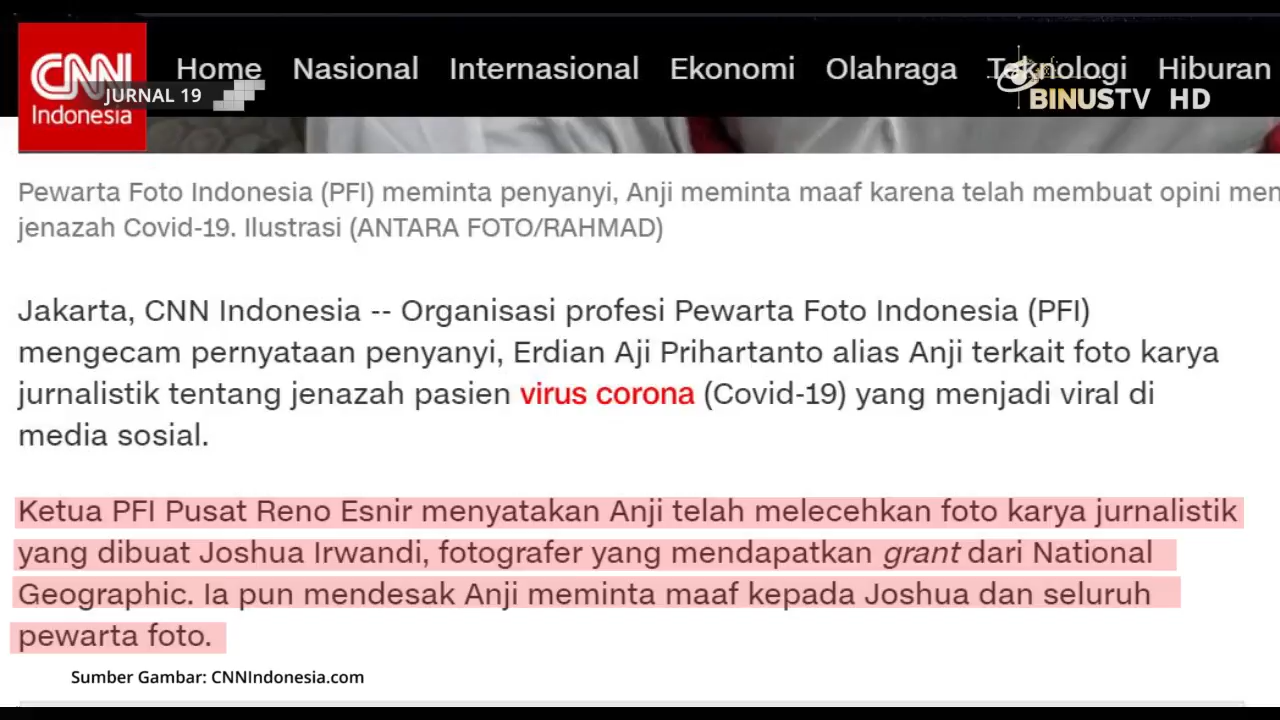 CNN
Indonesia
Home Nasional Internasional Ekonomi Olahraga Teknologi Hiburan
JURNAL 19
BINUSTV HD
Pewarta Foto Indonesia (PFI) meminta penyanyi, Anji meminta maaf karena telah membuat opini
jenazah Covid-19. Ilustrasi (ANTARA FOTO/RAHMAD)
Jakarta, CNN Indonesia -- Organisasi profesi Pewarta Foto Indonesia (PFI)
mengecam pernyataan penyanyi, Erdian Aji Prihartanto alias Anji terkait foto karya
jurnalistik tentang jenazah pasien virus corona (Covid-19) yang menjadi viral di
media sosial.
Ketua PFI Pusat Reno Esnir menyatakan Anji telah melecehkan foto karya jurnalistik
yang dibuat Joshua Irwandi, fotografer yang mendapatkan grant dari National
Geographic. Ia pun mendesak Anji meminta maaf kepada Joshua dan seluruh
pewarta foto.
Sumber Gambar: CNNIndonesia.com